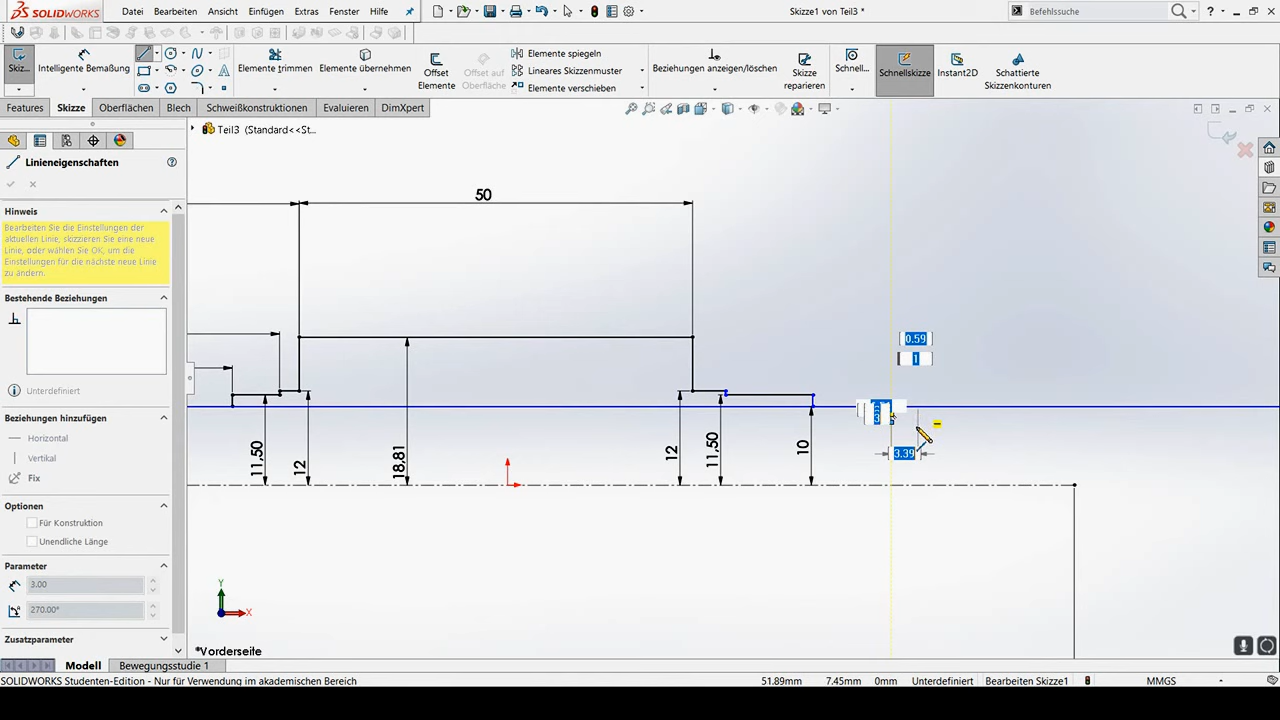 SOLIDWORKS
Datei Bearbeiten Ansicht Einfügen Extras Fenster Hilfe
Skizze1 von Teil3 *
Befehlssuche
Skiz...
Intelligente Bemaßung
Elemente trimmen
Elemente übernehmen
Offset Elemente
Offset auf Oberfläche
Elemente spiegeln
Lineares Skizzenmuster
Elemente verschieben
Beziehungen anzeigen/löschen
Skizze reparieren
Schnell...
Schnellskizze
Instant2D
Schattierte Skizzenkonturen
Features Skizze Oberflächen Blech Schweißkonstruktionen Evaluieren DimXpert
Teil3 (Standard<<St...
Linieneigenschaften
Hinweis
Bearbeiten Sie die Einstellungen der
aktuellen Linie, skizzieren Sie eine neue
Linie, oder wählen Sie OK, um die
Einstellungen für die nächste neue Linie
zu ändern.
Bestehende Beziehungen
Unterdefiniert
Beziehungen hinzufügen
Horizontal
Vertikal
Fix
Optionen
Für Konstruktion
Unendliche Länge
Parameter
3.00
270.00°
Zusatzparameter
50
11,50
12
18,81
12
11,50
10
0.59
1
3
3.39
Y
X
*Vorderseite
Modell Bewegungsstudie 1
SOLIDWORKS Studenten-Edition - Nur für Verwendung im akademischen Bereich
51.89mm 7.45mm 0mm Unterdefiniert Bearbeiten Skizze1 MMGS